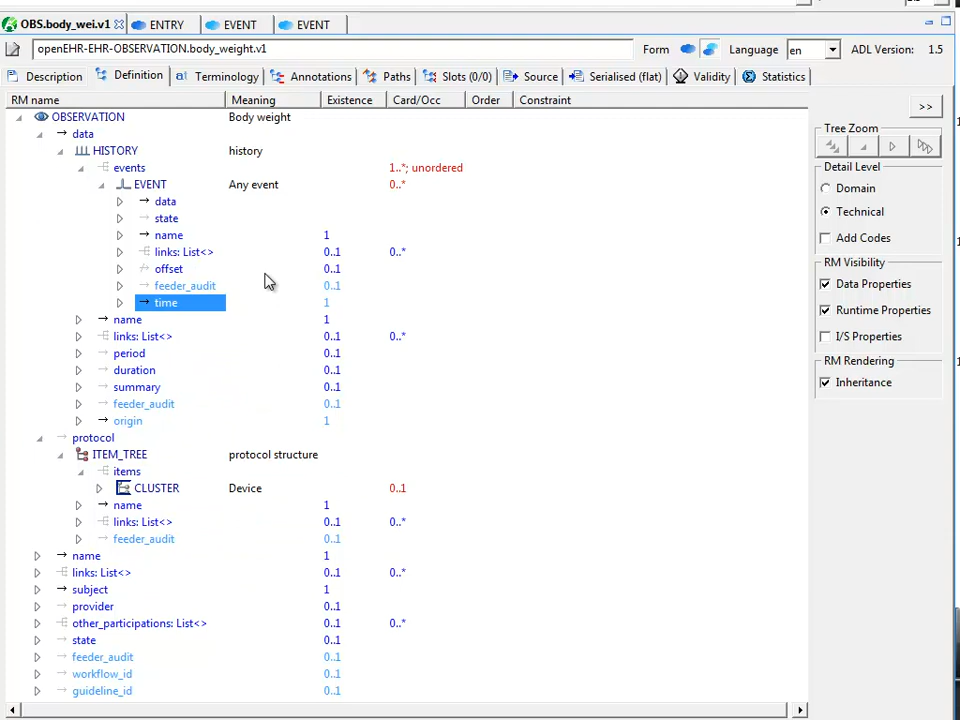 OBS.body_wei.v1 ENTRY EVENT EVENT
openEHR-EHR-OBSERVATION.body_weight.v1 Form Language en ADL Version: 1.5
Description Definition Terminology Annotations Paths Slots (0/0) Source Serialised (flat) Validity Statistics
RM name Meaning Existence Card/Occ Order Constraint
>>
OBSERVATION Body weight
Tree Zoom
data
HISTORY history
events 1..*; unordered
Detail Level
EVENT Any event 0..*
Domain
data
Technical
state
name 1
Add Codes
links: List<> 0..1 0..*
RM Visibility
offset 0..1
feeder_audit 0..1
Data Properties
time 1
Runtime Properties
name 1
links: List<> 0..1 0..*
I/S Properties
period 0..1
RM Rendering
duration 0..1
Inheritance
summary 0..1
feeder_audit 0..1
origin 1
protocol
ITEM_TREE protocol structure
items
CLUSTER Device 0..1
name 1
links: List<> 0..1 0..*
feeder_audit 0..1
name 1
links: List<> 0..1 0..*
subject 1
provider 0..1
other_participations: List<> 0..1 0..*
state 0..1
feeder_audit 0..1
workflow_id 0..1
guideline_id 0..1